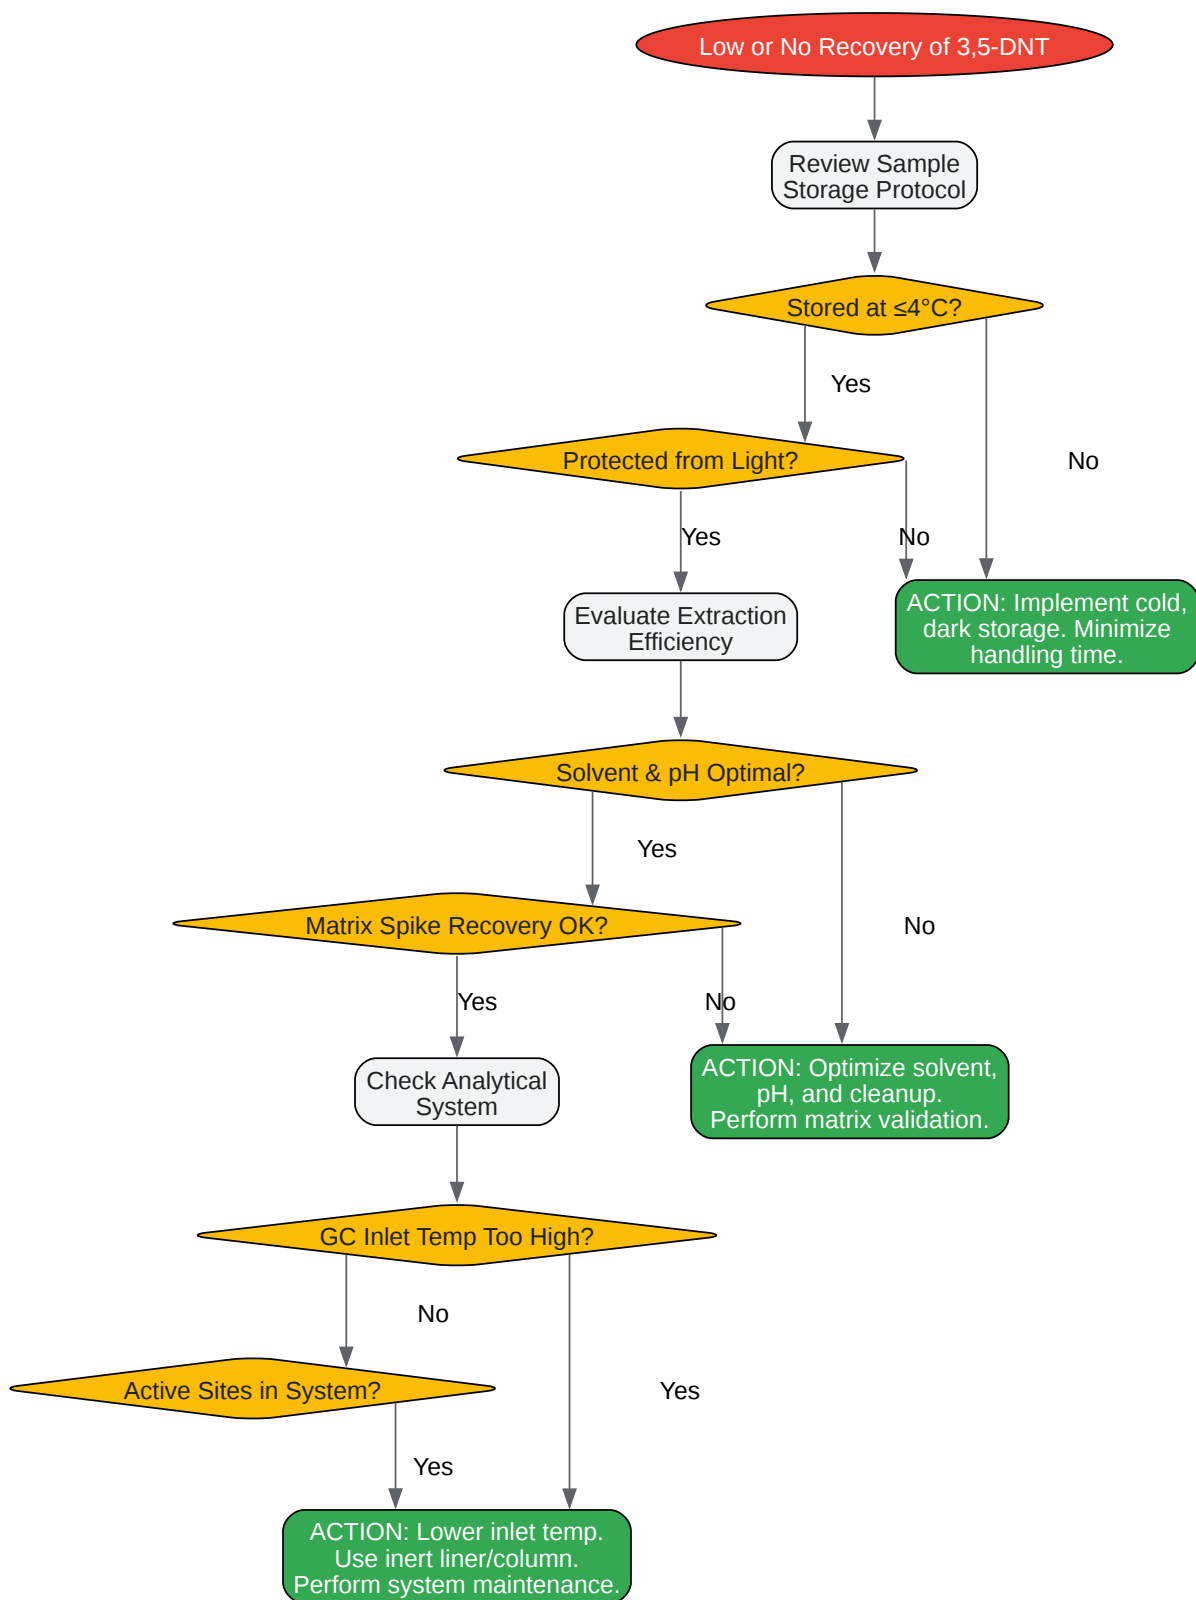 Low or No Recovery of 3,5-DNT
Review Sample
Storage Protocol
Stored at ≤4°C?
Yes
Protected from Light?
No
Yes
No
Evaluate Extraction
Efficiency
ACTION: Implement cold,
dark storage. Minimize
handling time.
Solvent & pH Optimal?
Yes
Matrix Spike Recovery OK?
No
Yes
No
Check Analytical
System
ACTION: Optimize solvent,
pH, and cleanup.
Perform matrix validation.
GC Inlet Temp Too High?
No
Active Sites in System?
Yes
Yes
ACTION: Lower inlet temp.
Use inert liner/column.
Perform system maintenance.